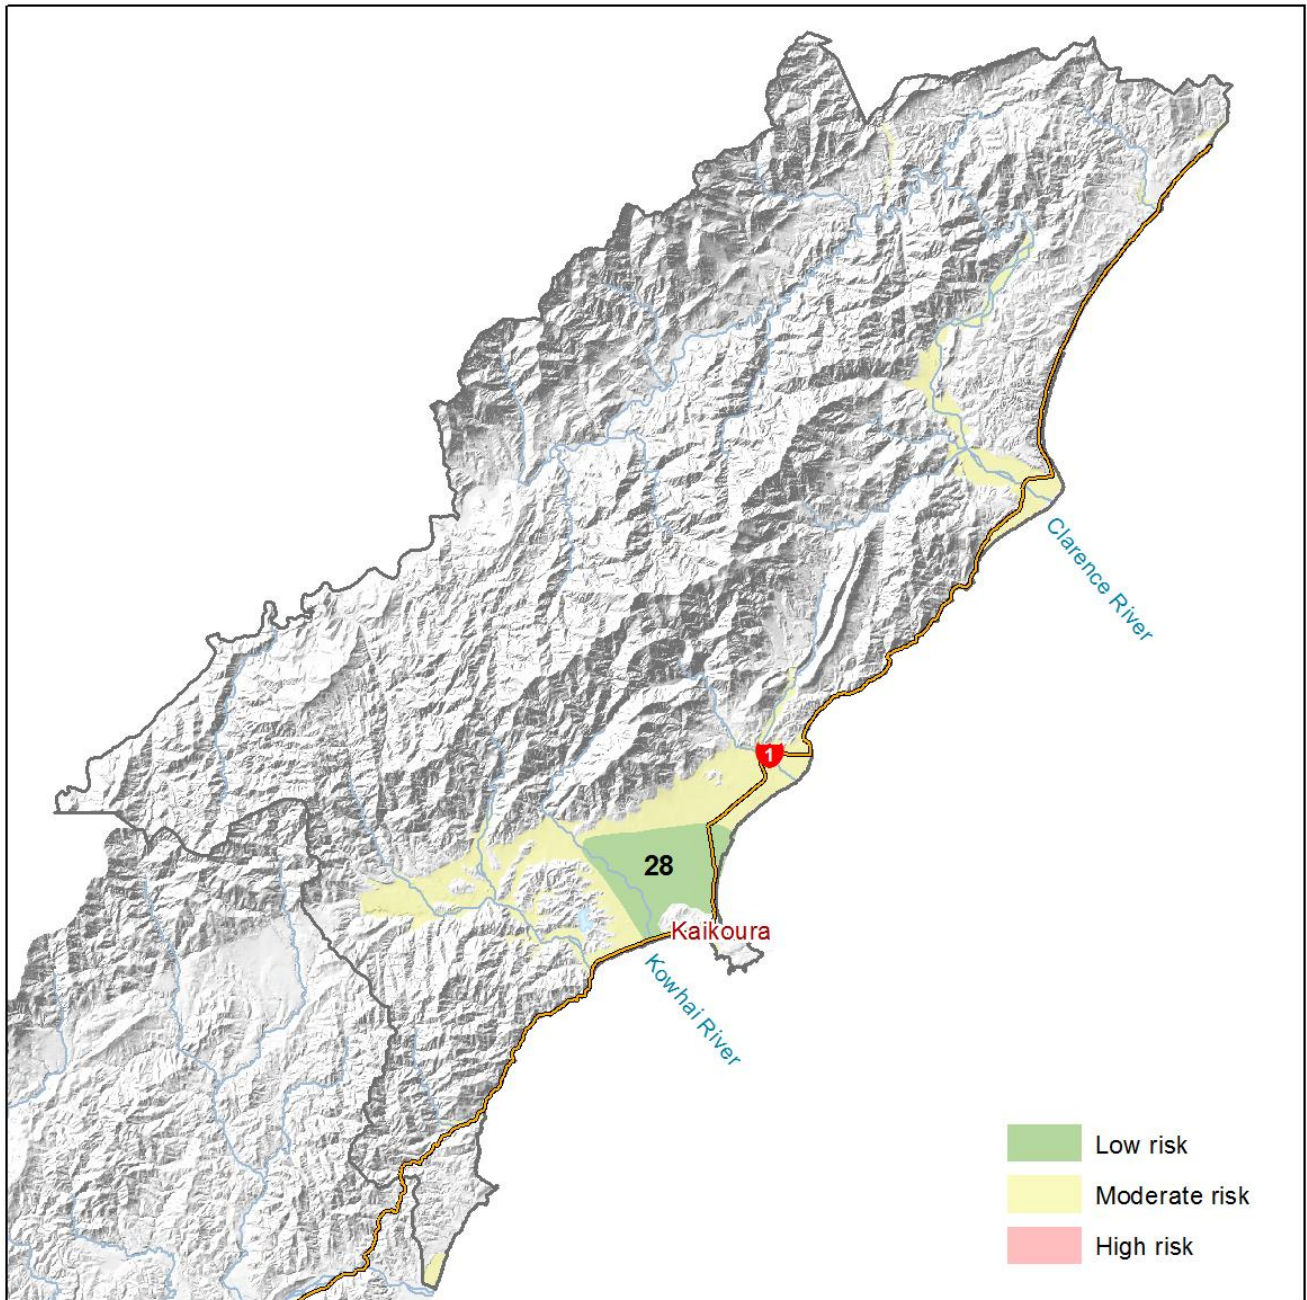 Clarence River
1
28
Kaikoura
Kowhai River
Low risk
Moderate risk
High risk